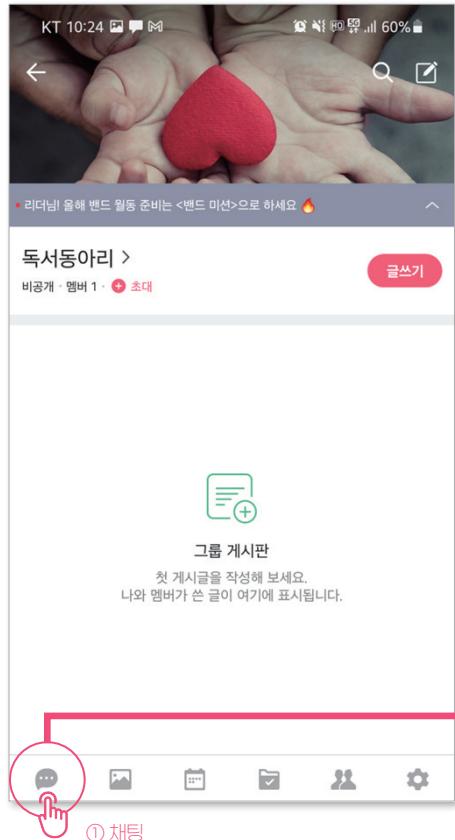 KT 10:24 60%
리더님! 올해 밴드 월동 준비는 <밴드 미션>으로 하세요 🔥
독서동아리 >
글쓰기
비공개 · 멤버 1 · + 초대
그룹 게시판
첫 게시글을 작성해 보세요.
나와 멤버가 쓴 글이 여기에 표시됩니다.
① 채팅